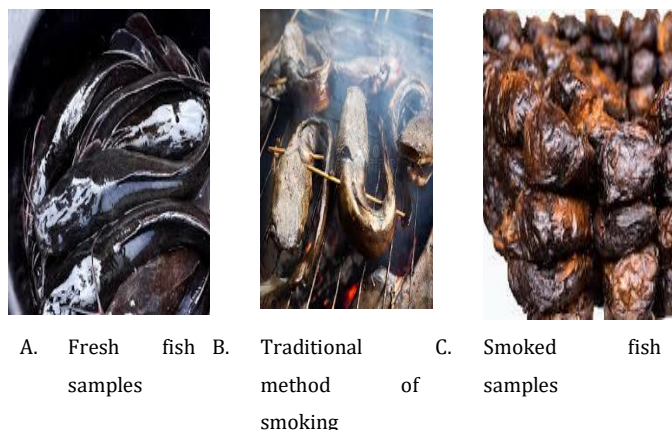 A. Fresh fish samples
B. Traditional method of smoking
C. Smoked fish samples